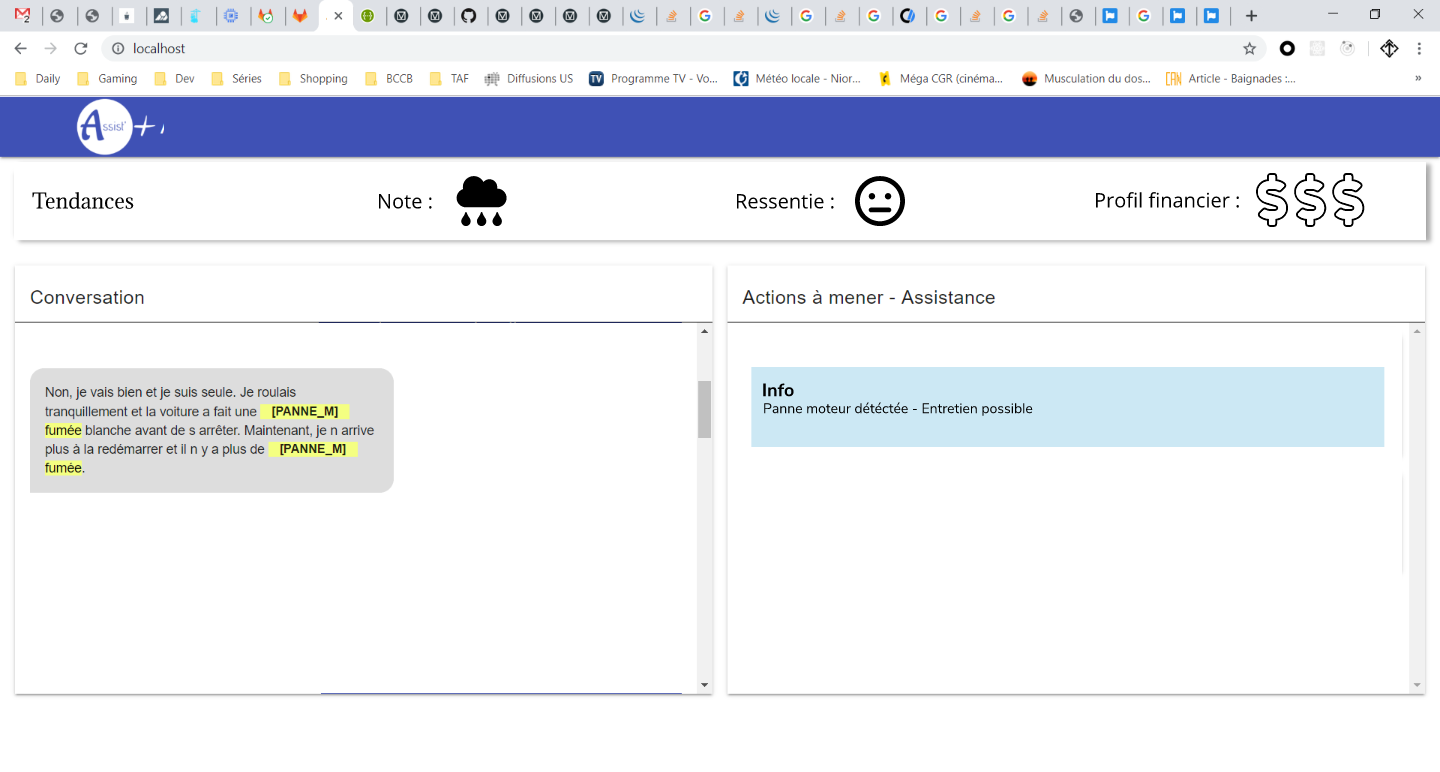 localhost
Daily Gaming Dev Séries Shopping BCCB TAF Diffusions US Programme TV - Vo... Météo locale - Nior... Méga CGR (cinéma... Musculation du dos... Article - Baignades :... »
Assist' +
Tendances Note : Ressentie : Profil financier :
Conversation
Non, je vais bien et je suis seule. Je roulais
tranquillement et la voiture a fait une [PANNE_M]
fumée blanche avant de s arrêter. Maintenant, je n arrive
plus à la redémarrer et il n y a plus de [PANNE_M]
fumée.
Actions à mener - Assistance
Info
Panne moteur détéctée - Entretien possible